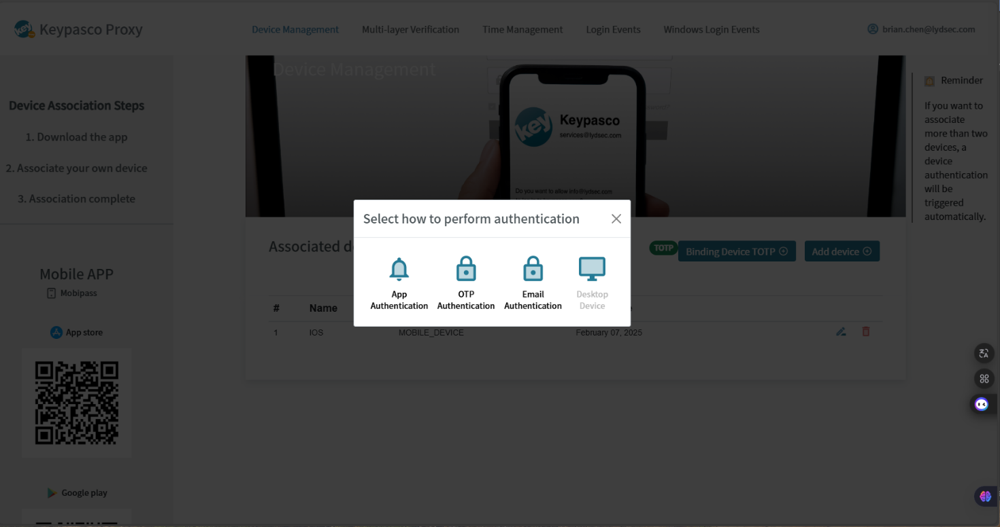 Keypasco Proxy
Device Management
Multi-layer Verification
Time Management
Login Events
Windows Login Events
brian.chen@lydsec.com
Device Association Steps
1. Download the app
2. Associate your own device
3. Association complete
Mobile APP
Mobipass
App store
Google play
Device Management
key
Keypasco
services@lydsec.com
Do you want to allow info@lydsec.com
Reminder
If you want to
associate
more than two
devices, a
device
authentication
will be
triggered
automatically.
Select how to perform authentication
App
Authentication
OTP
Authentication
Email
Authentication
Desktop
Device
Associated d
TOTP
Binding Device TOTP
Add device
# Name
1 IOS MOBILE_DEVICE February 07, 2025